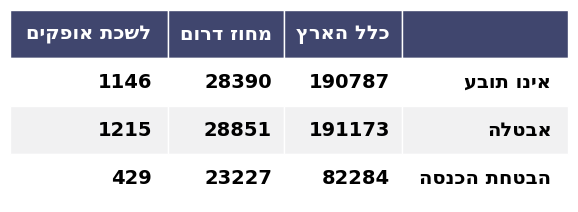 כלל הארץ מחוז דרום לשכת אופקים
אינו תובע 190787 28390 1146
אבטלה 191173 28851 1215
הבטחת הכנסה 82284 23227 429